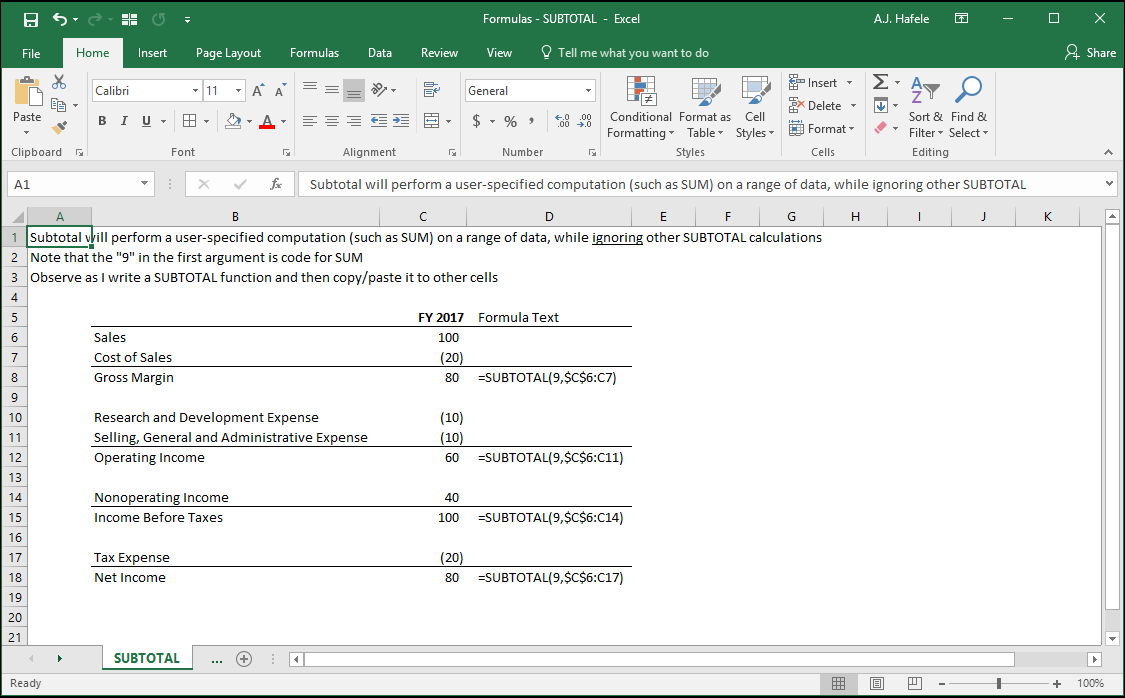 Formulas - SUBTOTAL - Excel
A.J. Hafele
File Home Insert Page Layout Formulas Data Review View Tell me what you want to do Share
Calibri 11 General
Paste
B I U $ %
Conditional Formatting
Format as Table
Cell Styles
Insert
Delete
Format
Sort & Filter
Find & Select
Clipboard Font Alignment Number Styles Cells Editing
A1 fx Subtotal will perform a user-specified computation (such as SUM) on a range of data, while ignoring other SUBTOTAL
A B C D E F G H I J K
1 Subtotal will perform a user-specified computation (such as SUM) on a range of data, while ignoring other SUBTOTAL calculations
2 Note that the "9" in the first argument is code for SUM
3 Observe as I write a SUBTOTAL function and then copy/paste it to other cells
4
5 FY 2017 Formula Text
6 Sales 100
7 Cost of Sales (20)
8 Gross Margin 80 =SUBTOTAL(9,$C$6:C7)
9
10 Research and Development Expense (10)
11 Selling, General and Administrative Expense (10)
12 Operating Income 60 =SUBTOTAL(9,$C$6:C11)
13
14 Nonoperating Income 40
15 Income Before Taxes 100 =SUBTOTAL(9,$C$6:C14)
16
17 Tax Expense (20)
18 Net Income 80 =SUBTOTAL(9,$C$6:C17)
19
20
21
SUBTOTAL ...
Ready 100%